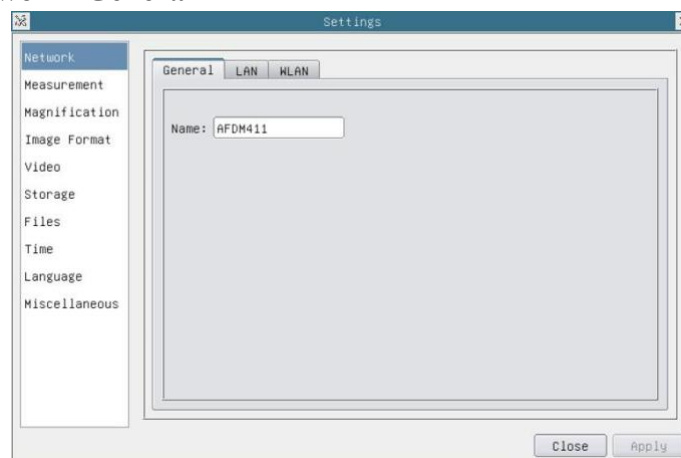 Settings
Network
Measurement
Magnification
Image Format
Video
Storage
Files
Time
Language
Miscellaneous
General LAN WLAN
Name: AFDM411
Close Apply